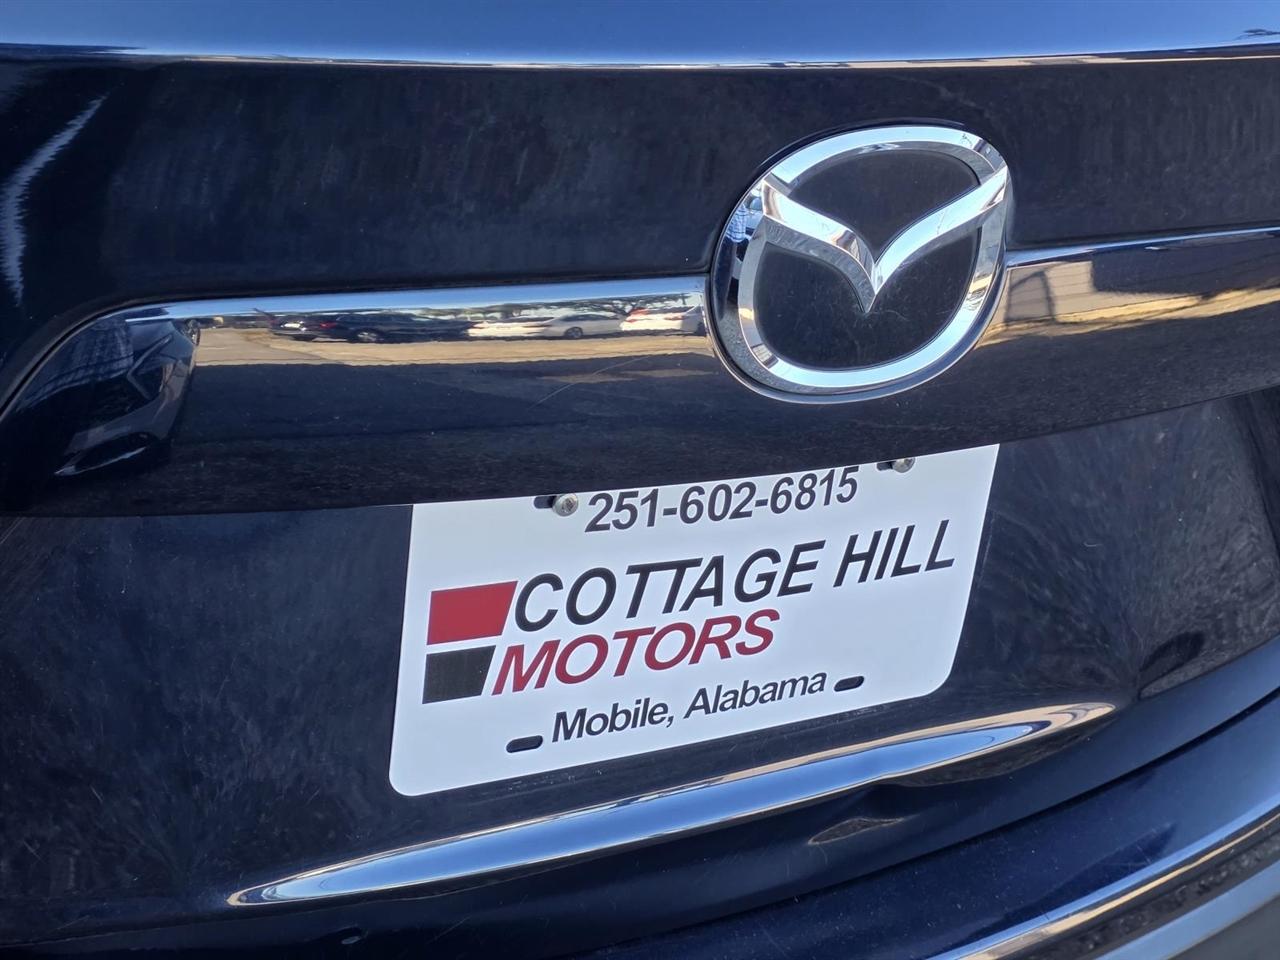 251-602-6815
COTTAGE HILL
MOTORS
Mobile, Alabama